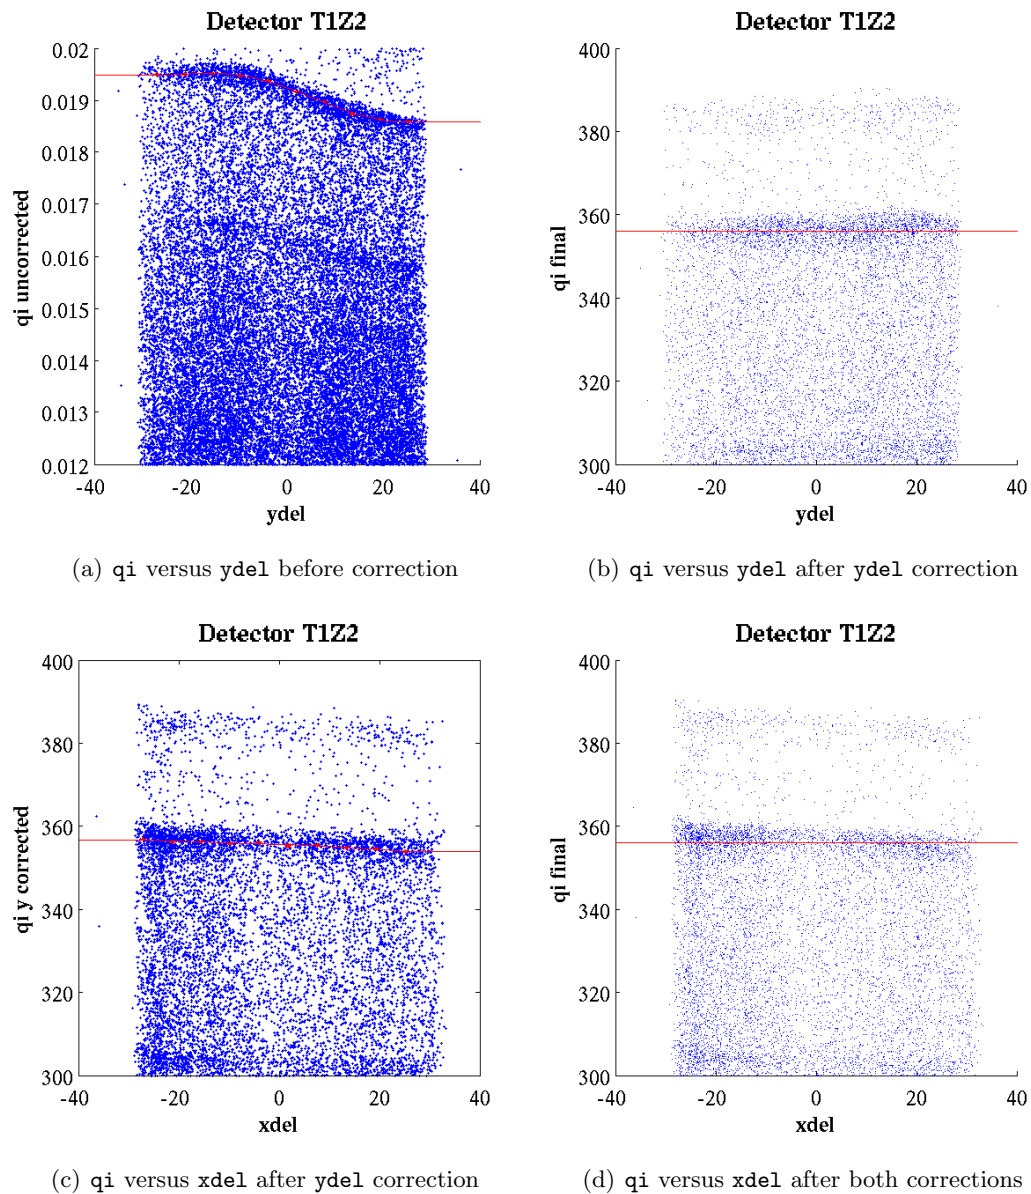 Detector T1Z2
0.02
0.019
0.018
0.017
0.016
0.015
0.014
0.013
0.012
qi uncorrected
-40 -20 0 20 40
ydel
(a) qi versus ydel before correction
Detector T1Z2
400
380
360
340
320
300
qi final
-40 -20 0 20 40
ydel
(b) qi versus ydel after ydel correction
Detector T1Z2
400
380
360
340
320
300
qi y corrected
-40 -20 0 20 40
xdel
(c) qi versus xdel after ydel correction
Detector T1Z2
400
380
360
340
320
300
qi final
-40 -20 0 20 40
xdel
(d) qi versus xdel after both corrections